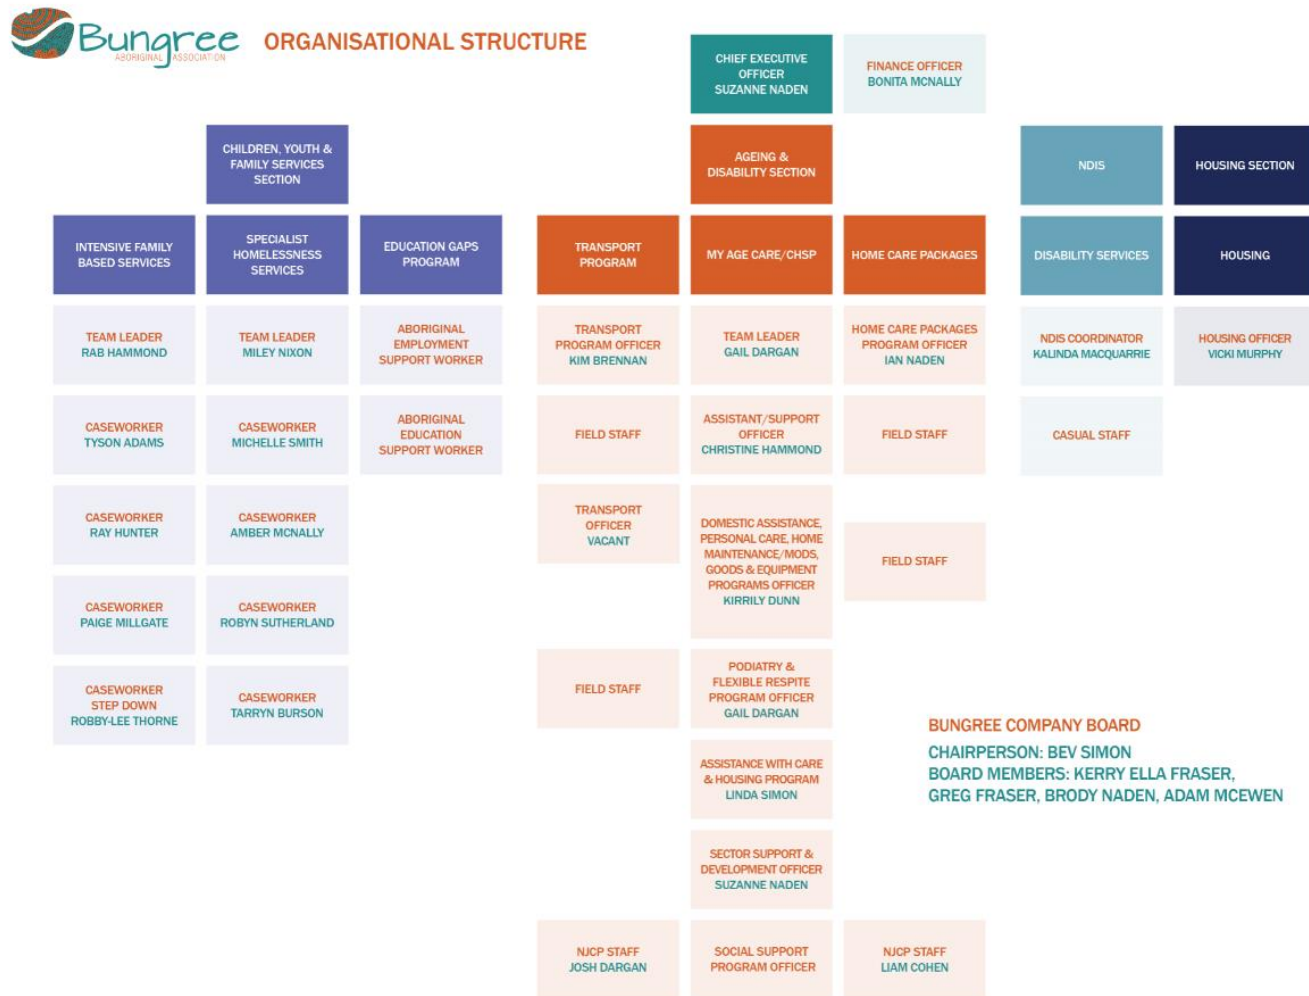 Bungree
ABORIGINAL ASSOCIATION
ORGANISATIONAL STRUCTURE
CHIEF EXECUTIVE
OFFICER
SUZANNE NADEN
FINANCE OFFICER
BONITA MCNALLY
CHILDREN, YOUTH &
FAMILY SERVICES
SECTION
AGEING &
DISABILITY SECTION
NDIS
HOUSING SECTION
INTENSIVE FAMILY
BASED SERVICES
SPECIALIST
HOMELESSNESS
SERVICES
EDUCATION GAPS
PROGRAM
TRANSPORT
PROGRAM
MY AGE CARE/CHSP
HOME CARE PACKAGES
DISABILITY SERVICES
HOUSING
TEAM LEADER
RAB HAMMOND
TEAM LEADER
MILEY NIXON
ABORIGINAL
EMPLOYMENT
SUPPORT WORKER
TRANSPORT
PROGRAM OFFICER
KIM BRENNAN
TEAM LEADER
GAIL DARGAN
HOME CARE PACKAGES
PROGRAM OFFICER
IAN NADEN
NDIS COORDINATOR
KALINDA MACQUARRIE
HOUSING OFFICER
VICKI MURPHY
CASEWORKER
TYSON ADAMS
CASEWORKER
MICHELLE SMITH
ABORIGINAL
EDUCATION
SUPPORT WORKER
FIELD STAFF
ASSISTANT/SUPPORT
OFFICER
CHRISTINE HAMMOND
FIELD STAFF
CASUAL STAFF
CASEWORKER
RAY HUNTER
CASEWORKER
AMBER MCNALLY
TRANSPORT
OFFICER
VACANT
DOMESTIC ASSISTANCE,
PERSONAL CARE, HOME
MAINTENANCE/MODS,
GOODS & EQUIPMENT
PROGRAMS OFFICER
KIRRILY DUNN
FIELD STAFF
CASEWORKER
PAIGE MILLGATE
CASEWORKER
ROBYN SUTHERLAND
CASEWORKER
STEP DOWN
ROBBY-LEE THORNE
CASEWORKER
TARRYN BURSON
FIELD STAFF
PODIATRY &
FLEXIBLE RESPITE
PROGRAM OFFICER
GAIL DARGAN
BUNGREE COMPANY BOARD
CHAIRPERSON: BEV SIMON
BOARD MEMBERS: KERRY ELLA FRASER,
GREG FRASER, BRODY NADEN, ADAM MCEWEN
ASSISTANCE WITH CARE
& HOUSING PROGRAM
LINDA SIMON
SECTOR SUPPORT &
DEVELOPMENT OFFICER
SUZANNE NADEN
NJCP STAFF
JOSH DARGAN
SOCIAL SUPPORT
PROGRAM OFFICER
NJCP STAFF
LIAM COHEN